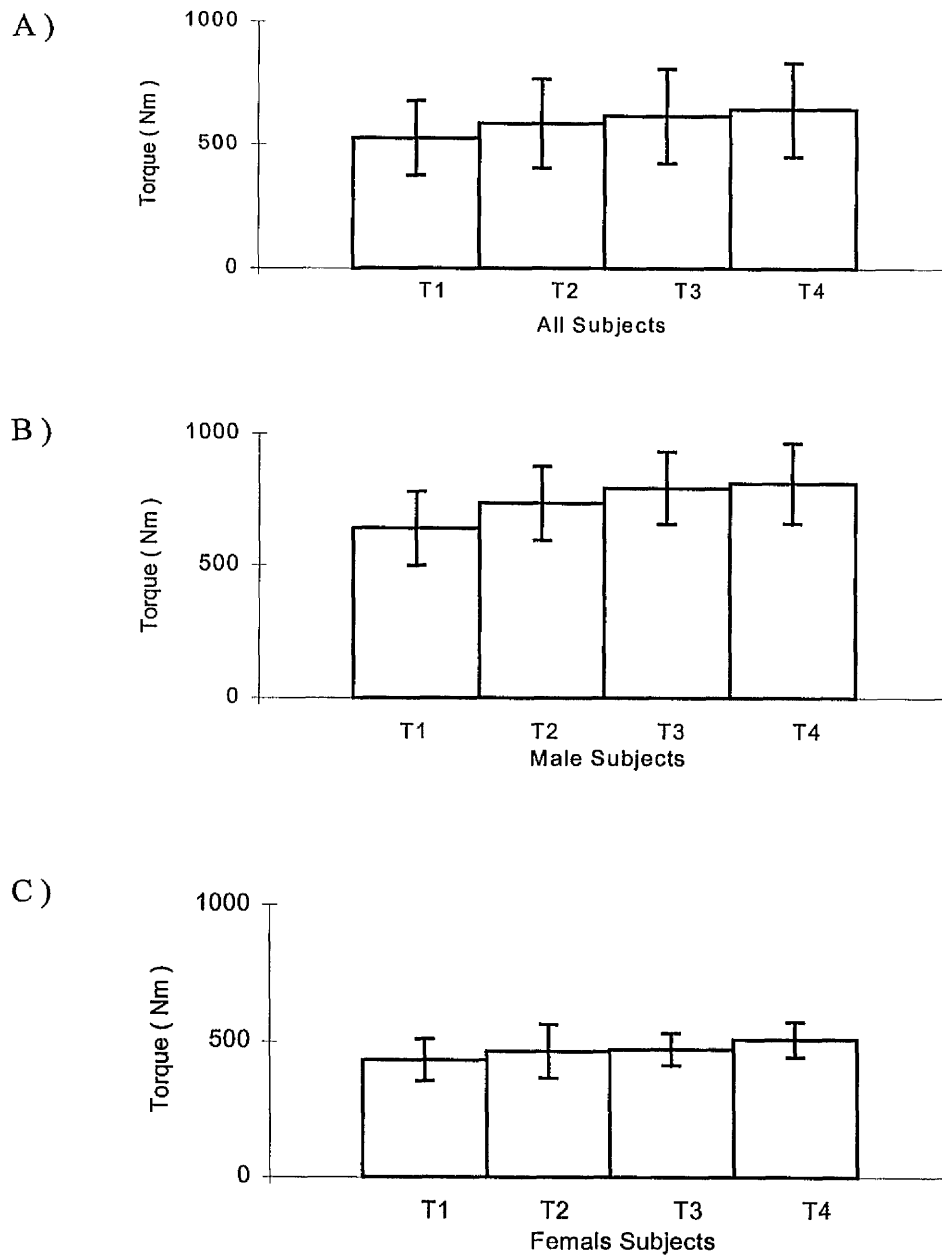 A )
1000
500
0
Torque ( Nm )
T1 T2 T3 T4
All Subjects
B )
1000
500
0
Torque ( Nm )
T1 T2 T3 T4
Male Subjects
C )
1000
500
0
Torque ( Nm )
T1 T2 T3 T4
Femals Subjects